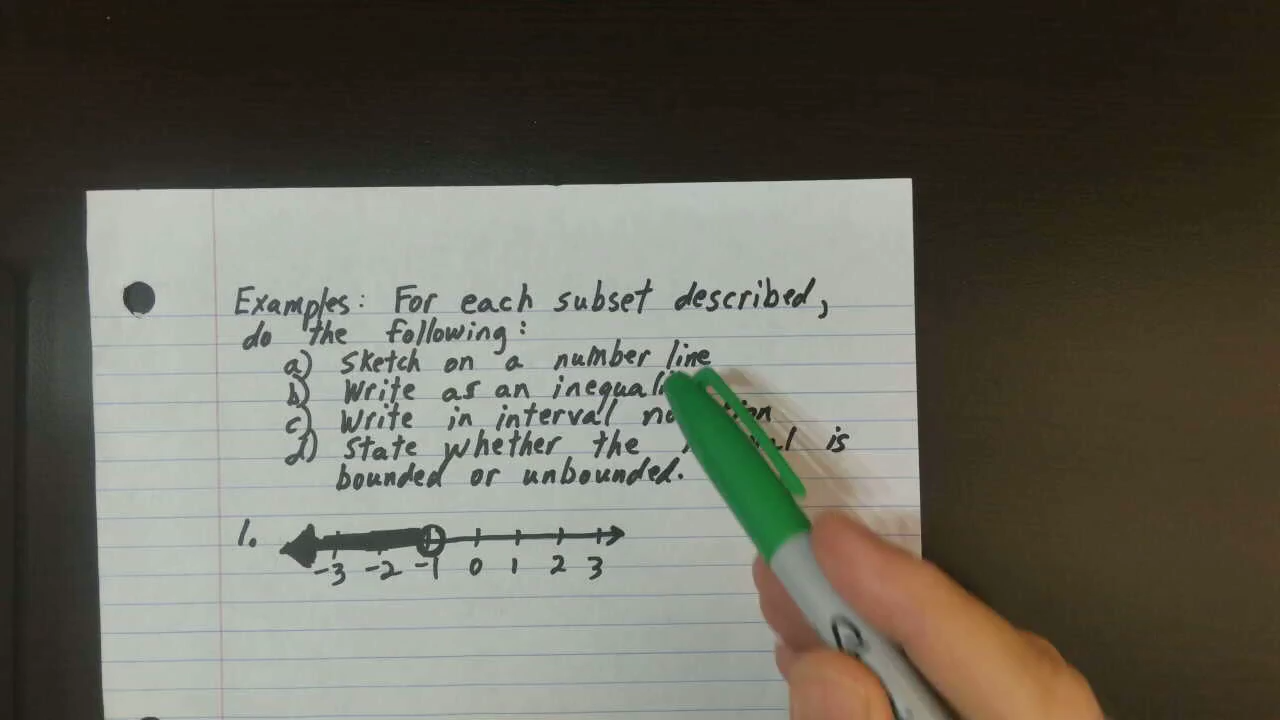 Examples: For each subset described,
do the following:
a) Sketch on a number line
b) Write as an inequali
c) Write in interval
d) State whether the is
bounded or unbounded.
1.
-3 -2 -1 0 1 2 3